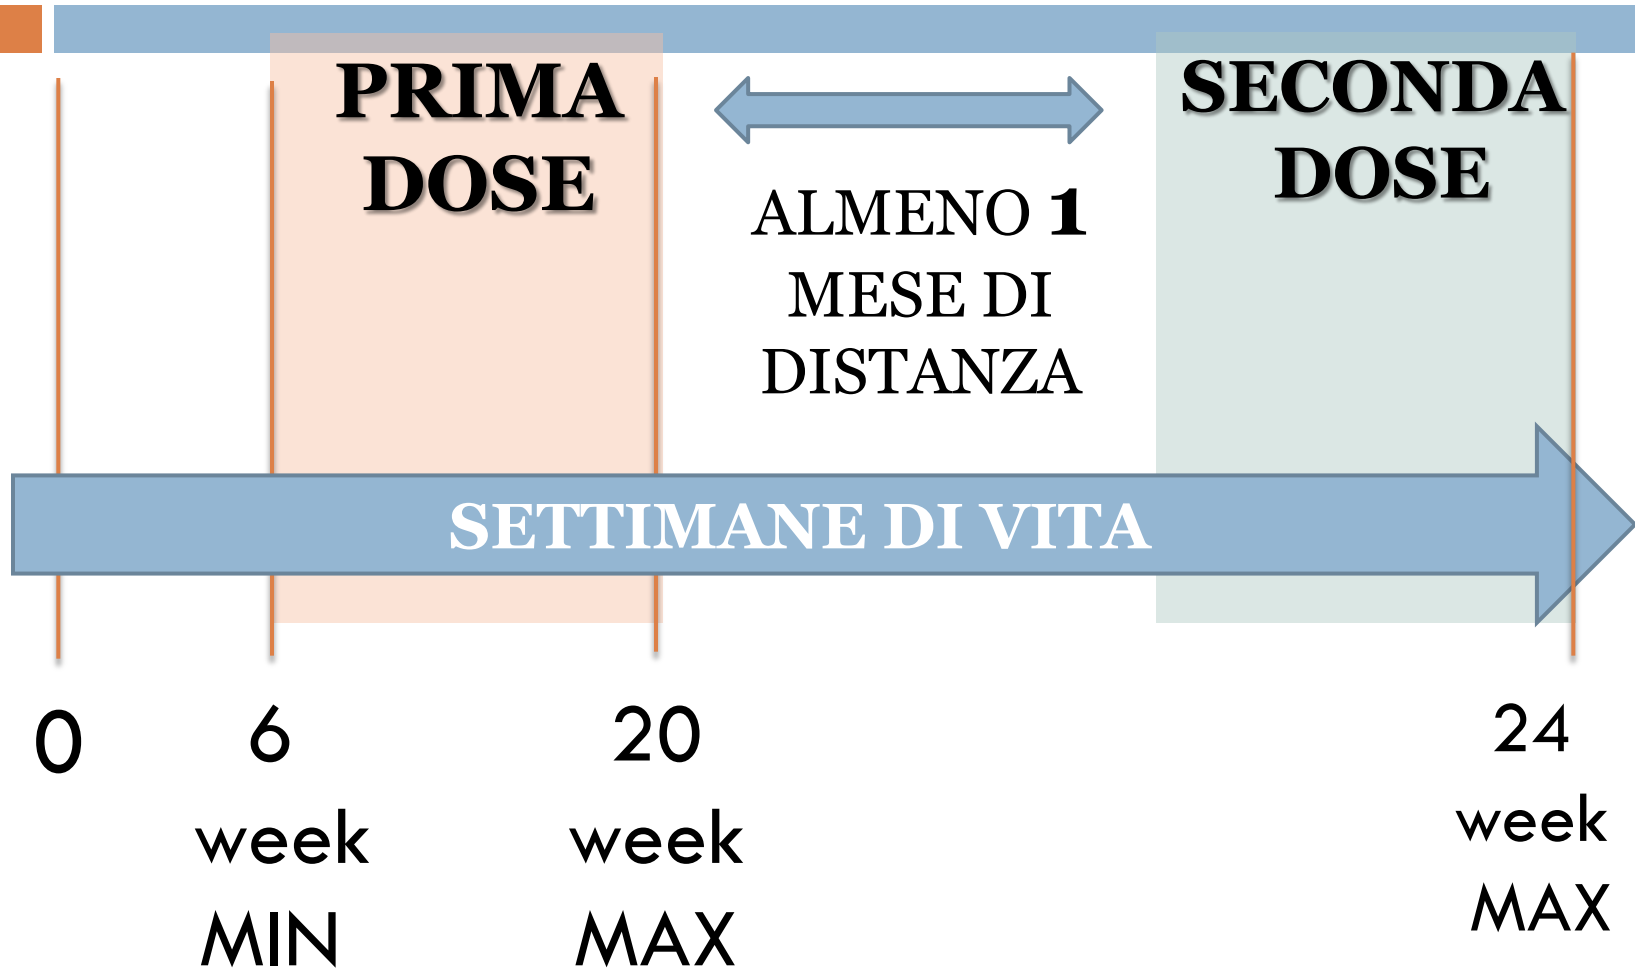 PRIMA
DOSE
ALMENO 1
MESE DI
DISTANZA
SECONDA
DOSE
SETTIMANE DI VITA
0
6
week
MIN
20
week
MAX
24
week
MAX